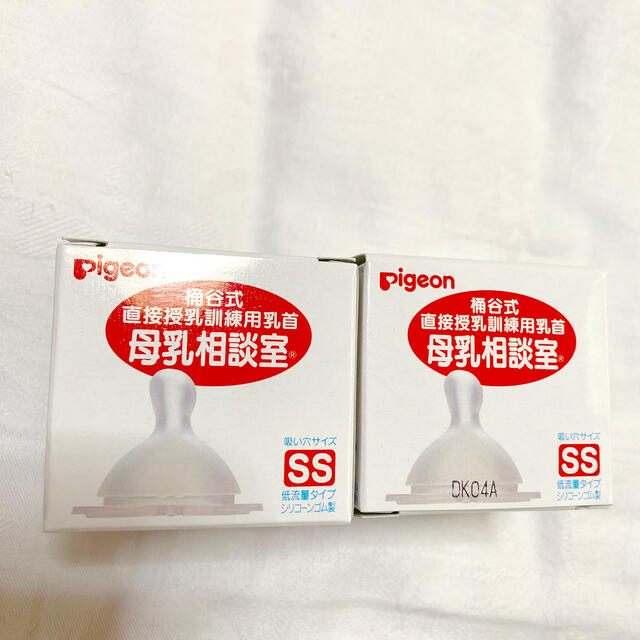 Pigeon
桶谷式
直接授乳訓練用乳首
母乳相談室®
吸い穴サイズ
SS
低流量タイプ
シリコーンゴム製
Pigeon
桶谷式
直接授乳訓練用乳首
母乳相談室®
吸い穴サイズ
SS
低流量タイプ
シリコーンゴム製
DK04A